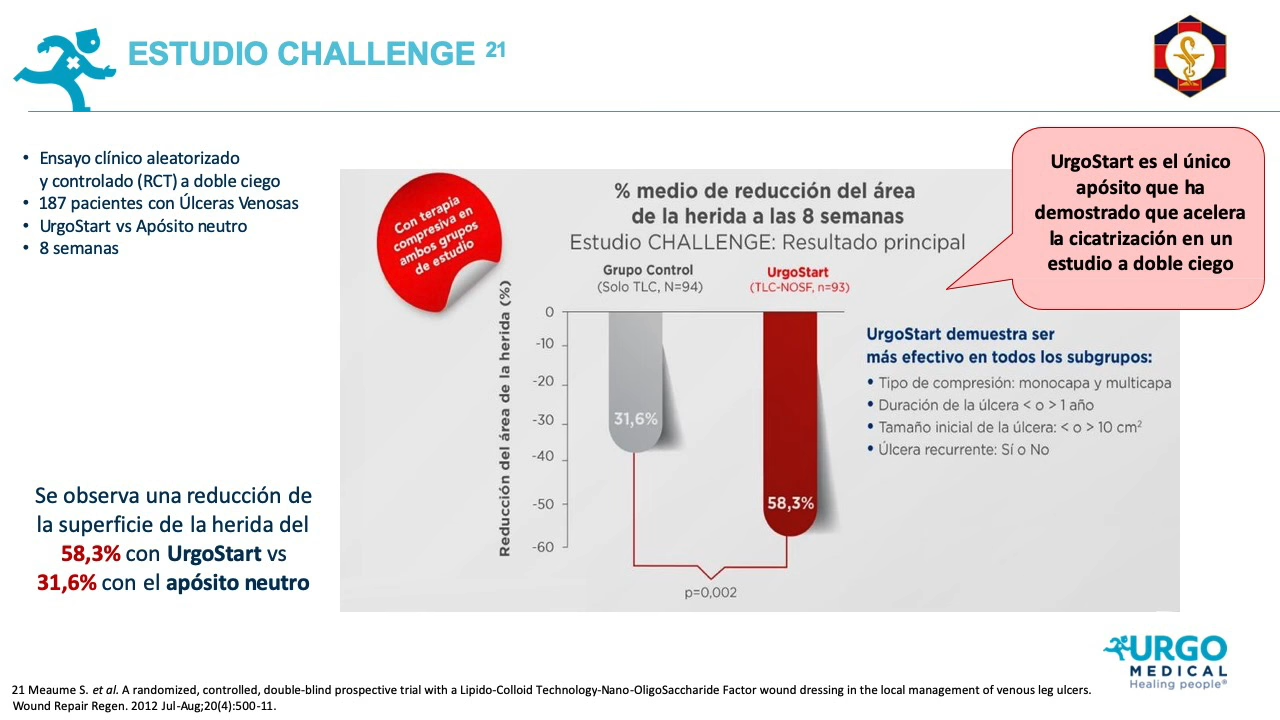 ESTUDIO CHALLENGE 21
• Ensayo clínico aleatorizado
y controlado (RCT) a doble ciego
• 187 pacientes con Úlceras Venosas
• UrgoStart vs Apósito neutro
• 8 semanas
Se observa una reducción de
la superficie de la herida del
58,3% con UrgoStart vs
31,6% con el apósito neutro
Con terapia
compresiva en
ambos grupos
de estudio
% medio de reducción del área
de la herida a las 8 semanas
Estudio CHALLENGE: Resultado principal
Grupo Control
(Solo TLC, N=94)
UrgoStart
(TLC-NOSF, n=93)
Reducción del área de la herida (%)
0
-10
-20
-30
-40
-50
-60
31,6%
58,3%
p=0,002
UrgoStart demuestra ser
más efectivo en todos los subgrupos:
• Tipo de compresión: monocapa y multicapa
• Duración de la úlcera < o > 1 año
• Tamaño inicial de la úlcera: < o > 10 cm²
• Úlcera recurrente: Sí o No
UrgoStart es el único
apósito que ha
demostrado que acelera
la cicatrización en un
estudio a doble ciego
URGO
MEDICAL
Healing people®
21 Meaume S. et al. A randomized, controlled, double-blind prospective trial with a Lipido-Colloid Technology-Nano-OligoSaccharide Factor wound dressing in the local management of venous leg ulcers.
Wound Repair Regen. 2012 Jul-Aug;20(4):500-11.